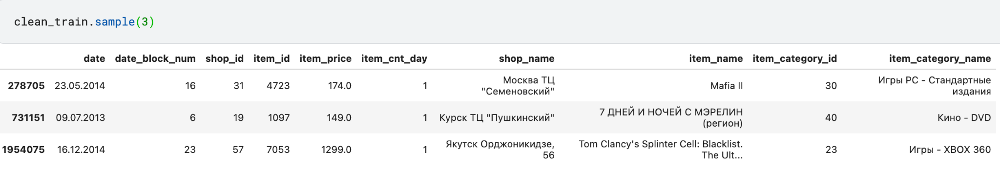 clean_train.sample(3)
date date_block_num shop_id item_id item_price item_cnt_day shop_name item_name item_category_id item_category_name
278705 23.05.2014 16 31 4723 174.0 1 Москва ТЦ "Семеновский" Mafia II 30 Игры PC - Стандартные издания
731151 09.07.2013 6 19 1097 149.0 1 Курск ТЦ "Пушкинский" 7 ДНЕЙ И НОЧЕЙ С МЭРЕЛИН (регион) 40 Кино - DVD
1954075 16.12.2014 23 57 7053 1299.0 1 Якутск Орджоникидзе, 56 Tom Clancy's Splinter Cell: Blacklist. The Ult... 23 Игры - XBOX 360